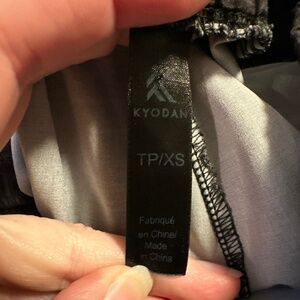 KYODAN
TP/XS
Fabriqué
en Chine/
Made
in China